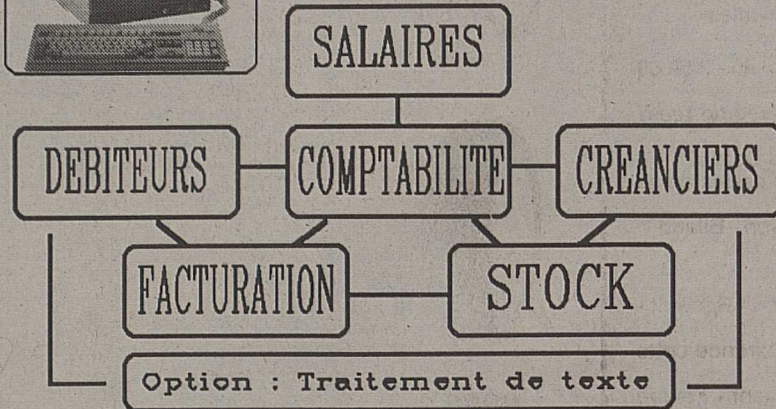 SALAIRES
DEBITEURS COMPTABILITE CREANCIERS
FACTURATION STOCK
Option : Traitement de texte